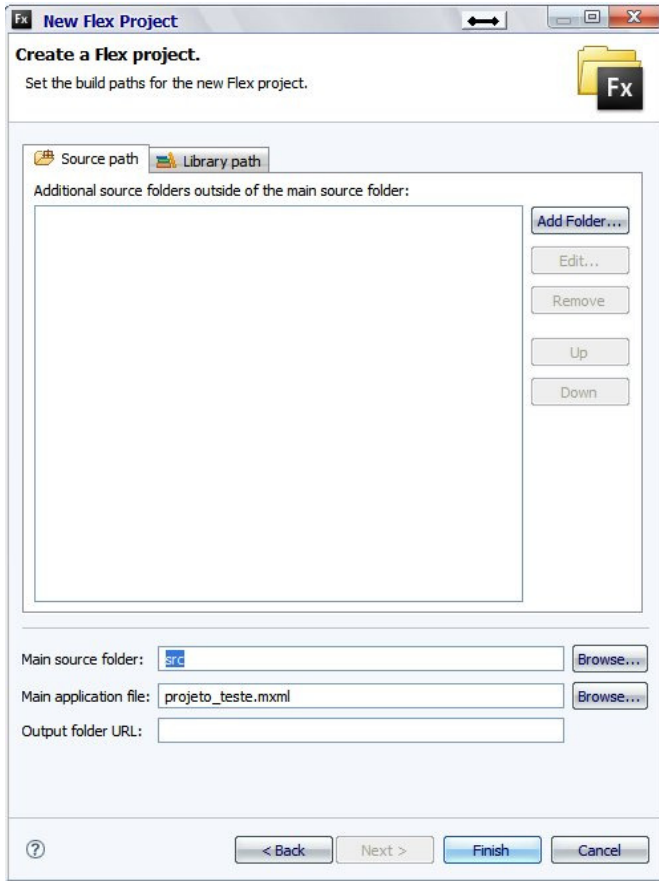 Fx New Flex Project
Create a Flex project.
Set the build paths for the new Flex project.
Fx
Source path
Library path
Additional source folders outside of the main source folder:
Add Folder...
Edit...
Remove
Up
Down
Main source folder: src Browse...
Main application file: projeto_teste.mxml Browse...
Output folder URL:
? < Back Next > Finish Cancel